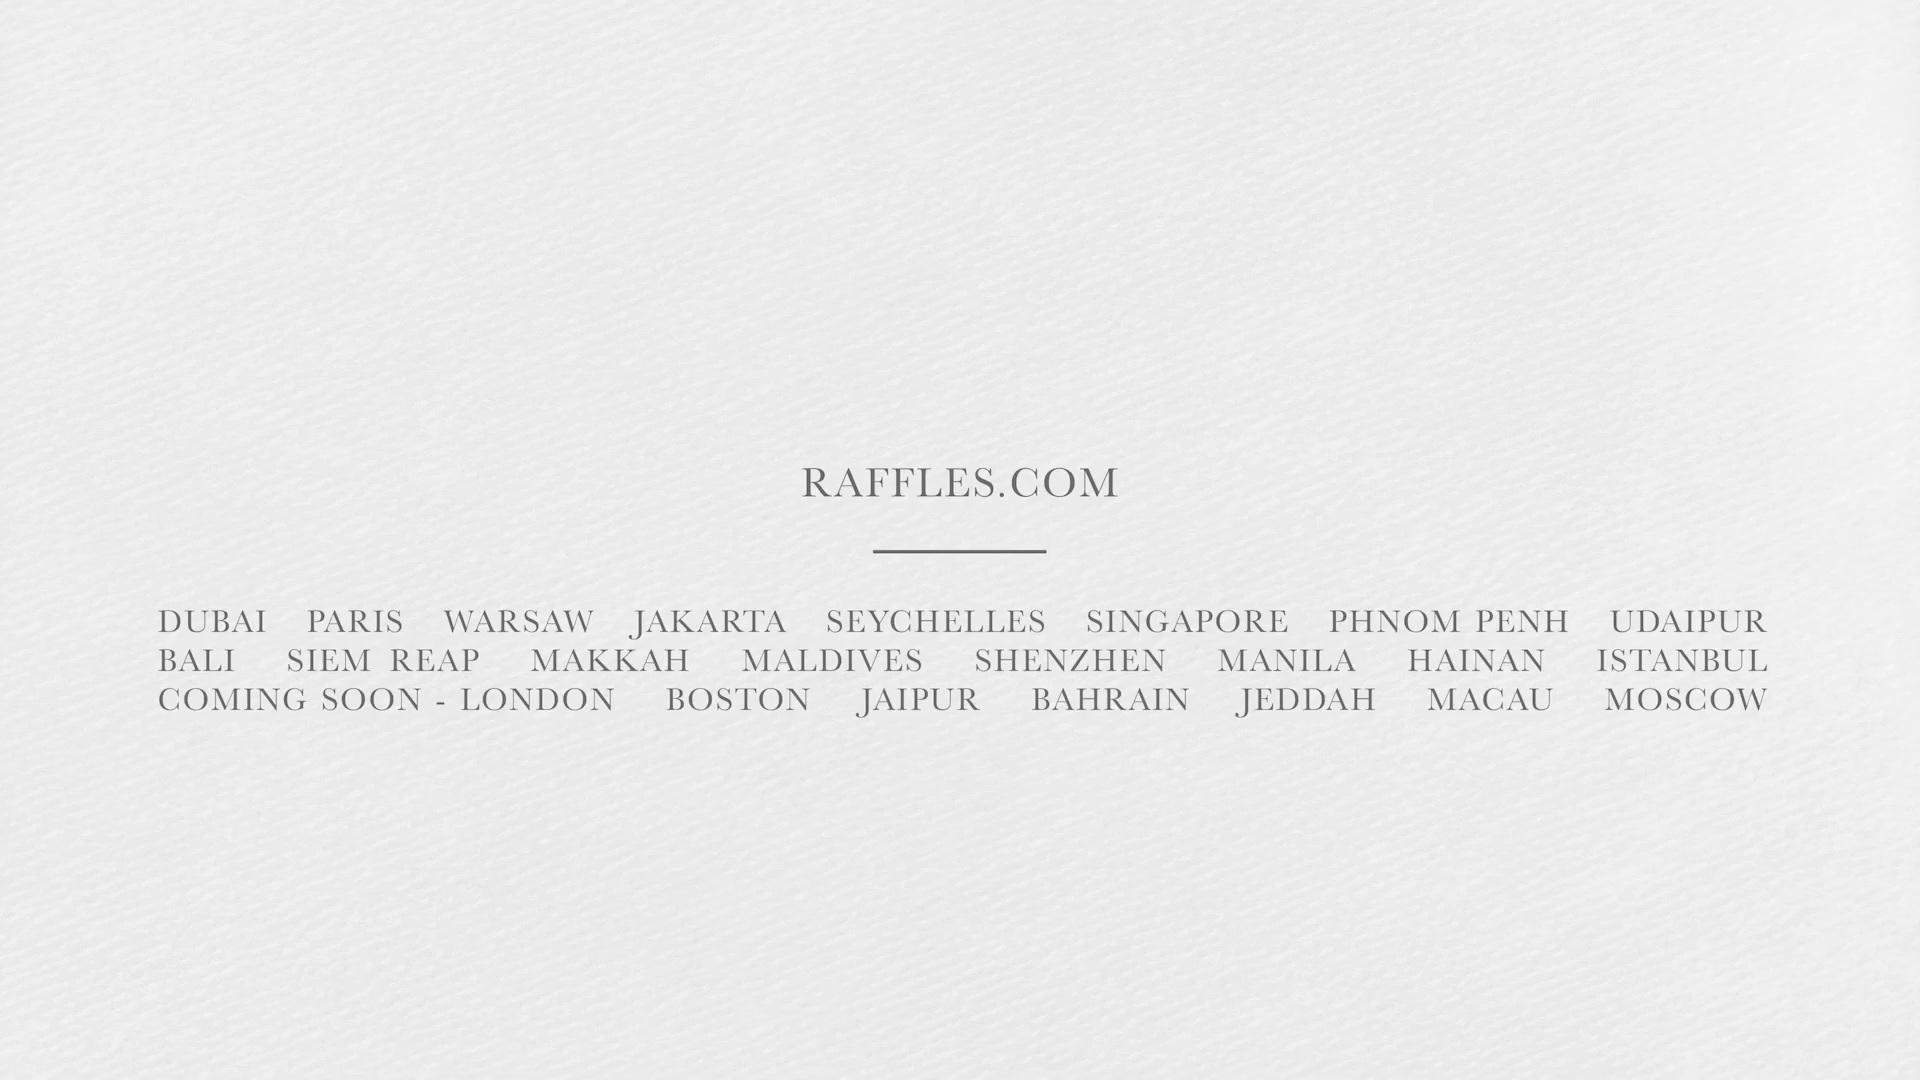 RAFFLES.COM
DUBAI PARIS WARSAW JAKARTA SEYCHELLES SINGAPORE PHNOM PENH UDAIPUR
BALI SIEM REAP MAKKAH MALDIVES SHENZHEN MANILA HAINAN ISTANBUL
COMING SOON - LONDON BOSTON JAIPUR BAHRAIN JEDDAH MACAU MOSCOW